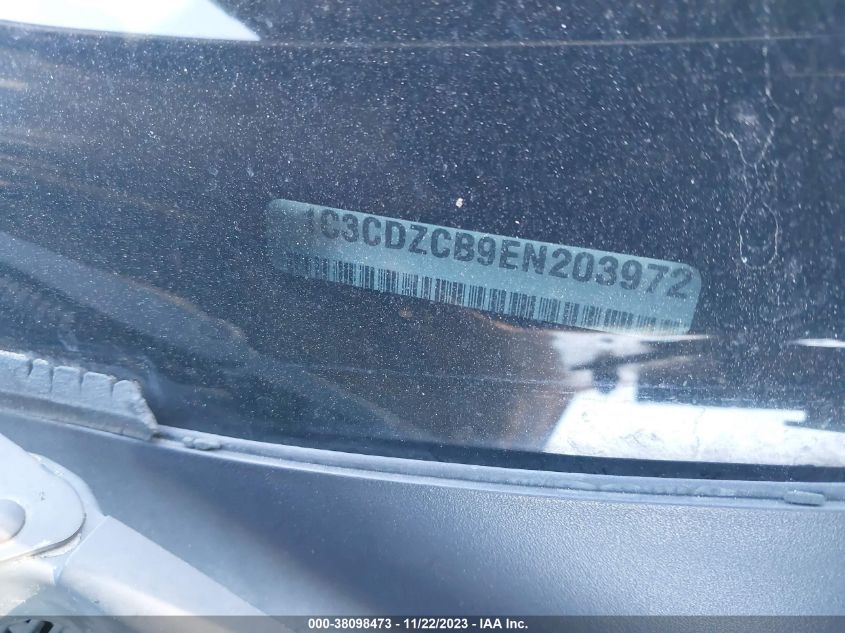 1C3CDZCB9EN203972
000-38098473 - 11/22/2023 - IAA Inc.